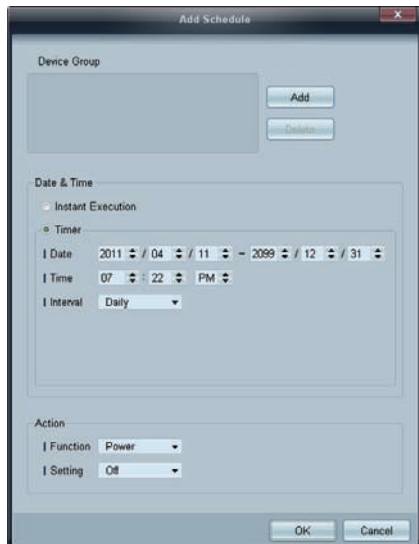 Add Schedule
x
Device Group
Add
Delete
Date & Time
Instant Execution
Timer
Date 2011 / 04 / 11 - 2099 / 12 / 31
Time 07 : 22 PM
Interval Daily
Action
Function Power
Setting Off
OK Cancel